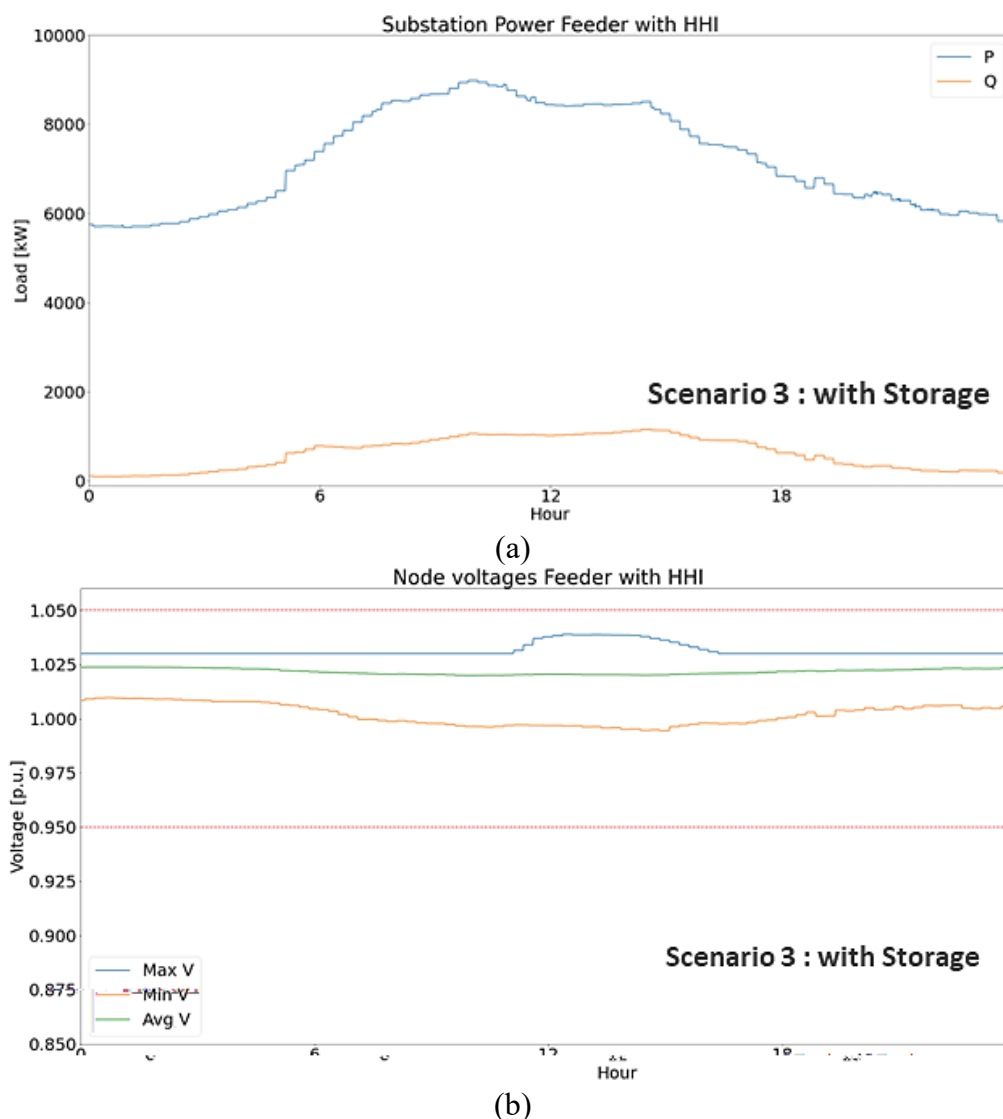 Substation Power Feeder with HHI
10000
P
Q
8000
6000
Load [kW]
4000
2000
Scenario 3 : with Storage
0
0 6 12 18
Hour
(a)
Node voltages Feeder with HHI
1.050
1.025
1.000
0.975
Voltage [p.u.]
0.950
0.925
0.900
Scenario 3 : with Storage
Max V
0.875
Min V
Avg V
0.850
0 6 12 18
Hour
(b)